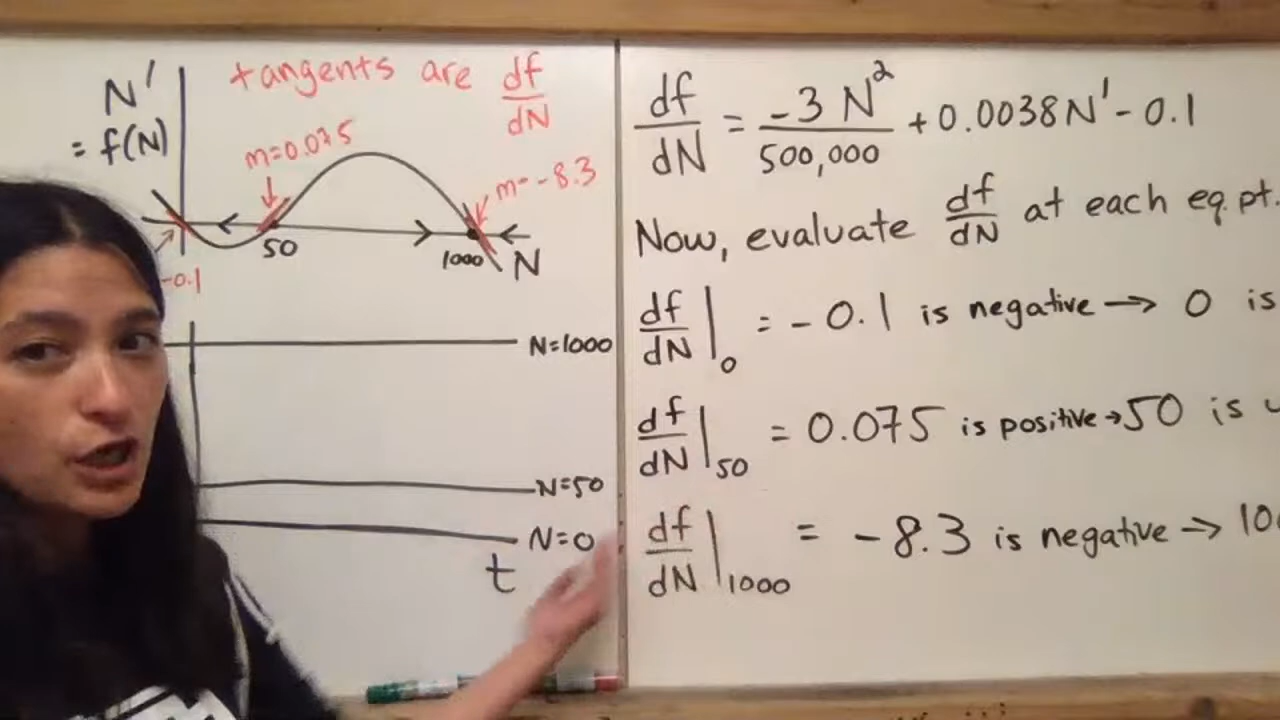 tangents are df/dN
N'
= f(N)
m=0.075
m=-8.3
50
1000
N
-0.1
N=1000
N=50
N=0
t
df/dN = -3 N²/500,000 + 0.0038N' - 0.1
Now, evaluate df/dN at each eq. pt.
df/dN|₀ = -0.1 is negative → 0 is
df/dN|₅₀ = 0.075 is positive → 50 is
df/dN|₁₀₀₀ = -8.3 is negative →